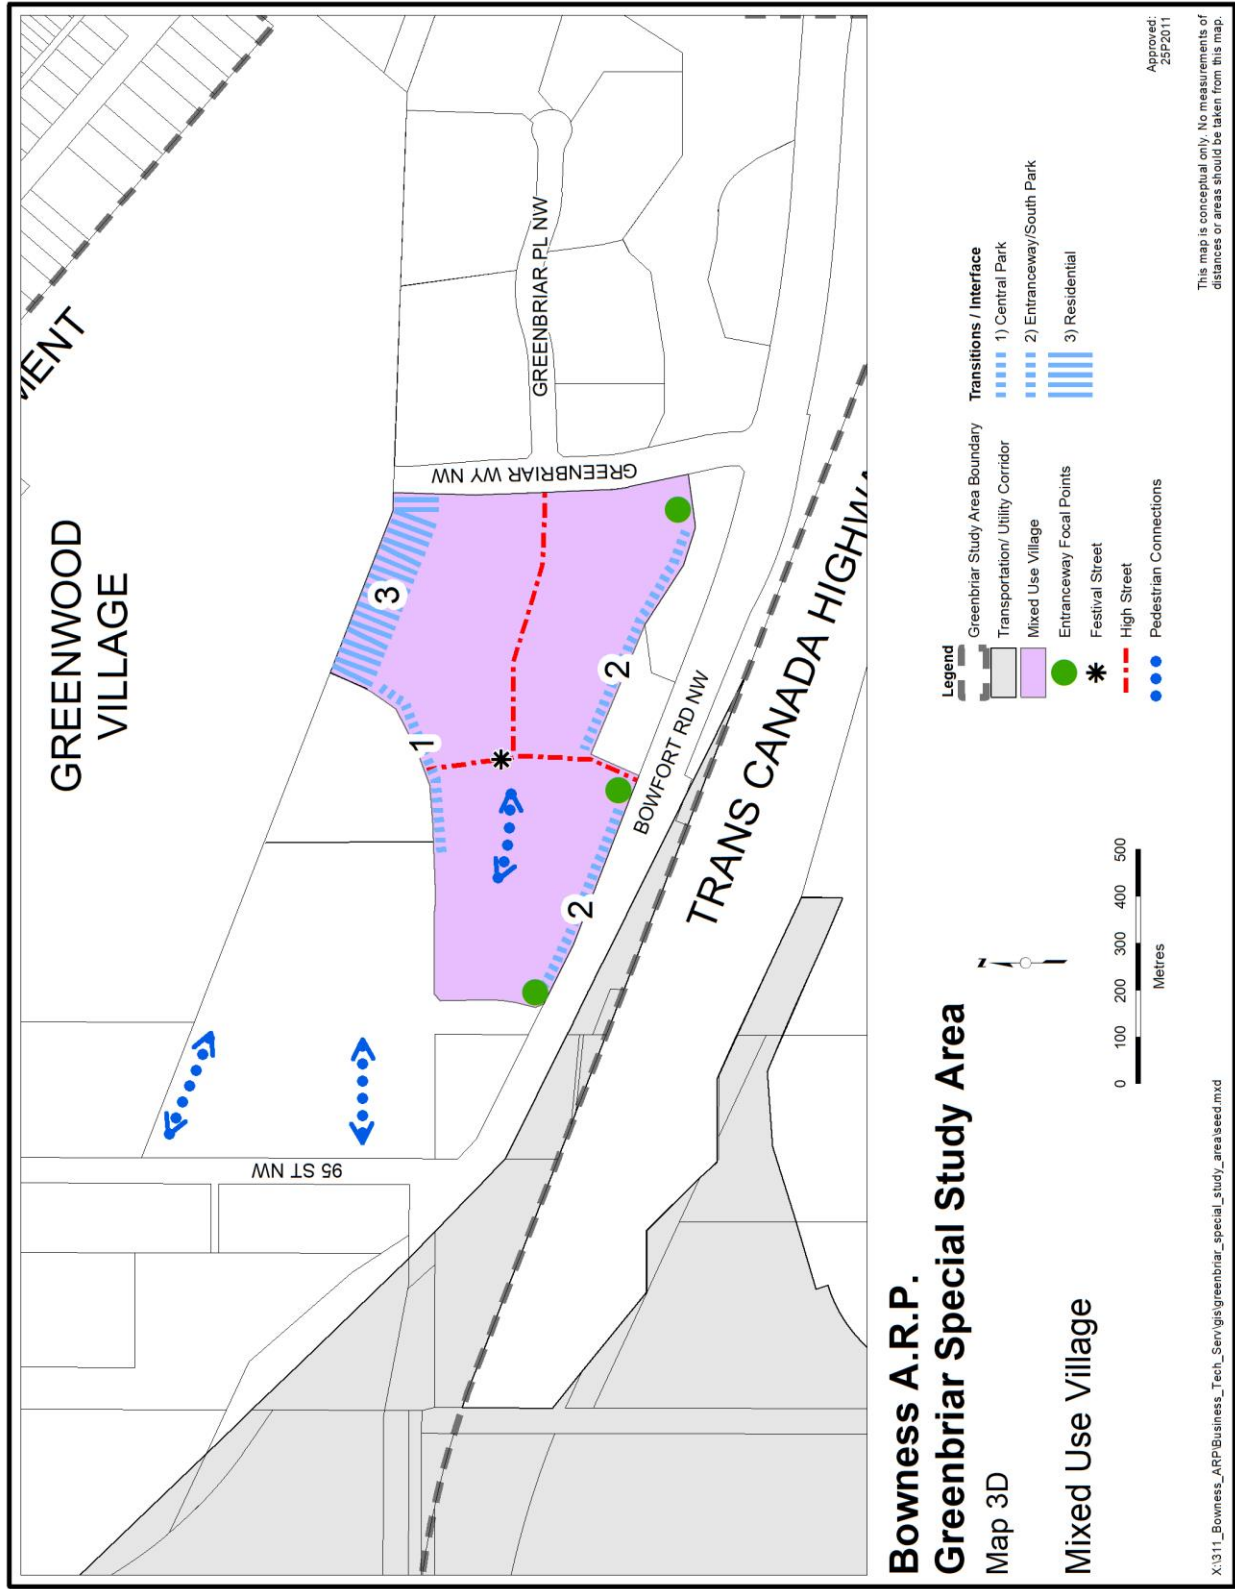 MENT
GREENWOOD
VILLAGE
95 ST NW
GREENBRIAR WY NW
GREENBRIAR PL NW
1
2
2
3
BOWFORT RD NW
TRANS CANADA HIGHWA
Bowness A.R.P.
Greenbriar Special Study Area
Map 3D
Mixed Use Village
N
0 100 200 300 400 500
Metres
Legend
Greenbriar Study Area Boundary
Transportation/ Utility Corridor
Mixed Use Village
Entranceway Focal Points
Festival Street
High Street
Pedestrian Connections
Transitions / Interface
1) Central Park
2) Entranceway/South Park
3) Residential
Approved:
25P2011
This map is conceptual only. No measurements of
distances or areas should be taken from this map.
X:\311_Bowness_ARP\Business_Tech_Serv\gis\greenbriar_special_study_area\seed.mxd